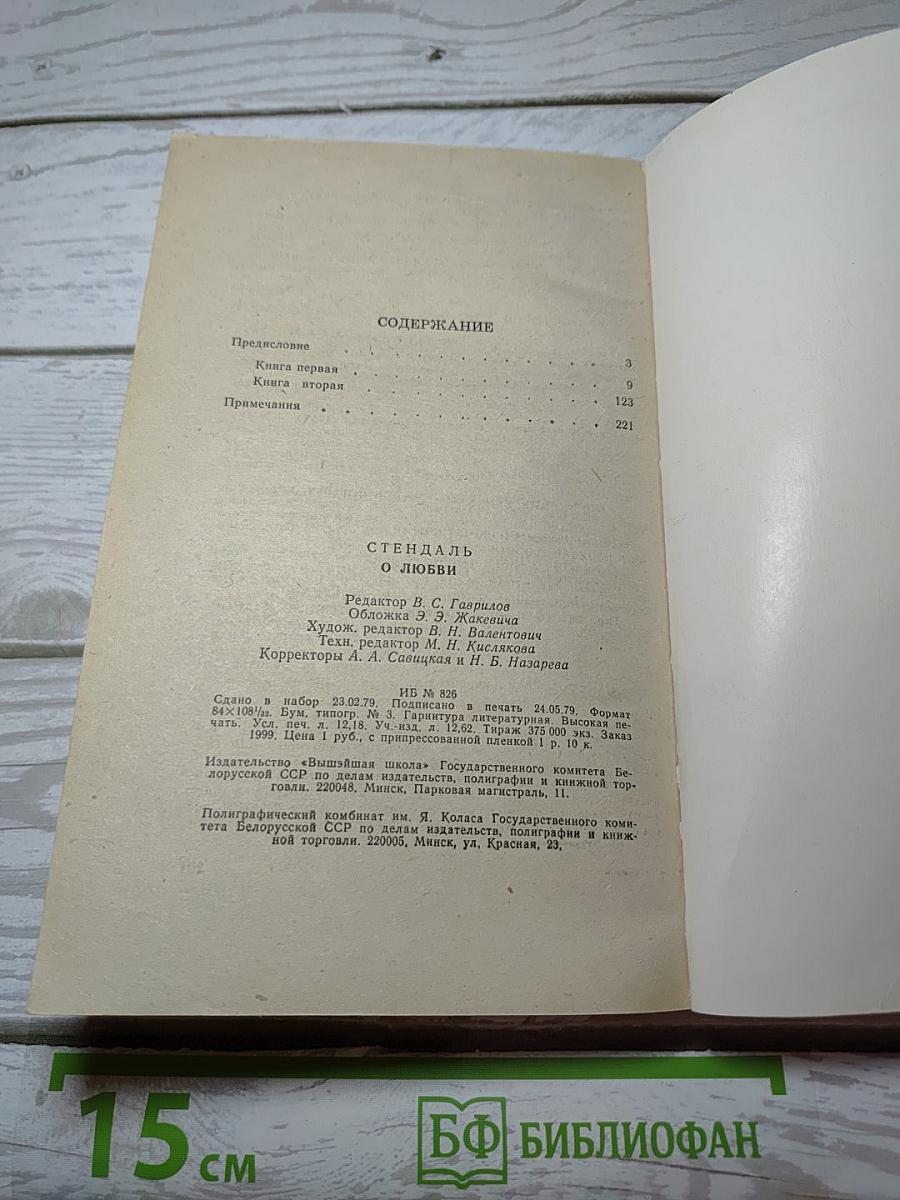 СОДЕРЖАНИЕ
Предисловие . . . . . . . . . . . 3
Книга первая . . . . . . . . . . 9
Книга вторая . . . . . . . . . . 123
Примечания . . . . . . . . . . . 221
СТЕНДАЛЬ
О ЛЮБВИ
Редактор В. С. Гаврилов
Обложка Э. Э. Жакевича
Худож. редактор В. Н. Валентович
Техн. редактор М. Н. Кислякова
Корректоры А. А. Савицкая и Н. Б. Назарева
ИБ № 826
Сдано в набор 23.02.79. Подписано в печать 24.05.79. Формат
84×108¹/₃₂. Бум. типогр. № 3. Гарнитура литературная. Высокая пе-
чать. Усл. печ. л. 12,18. Уч.-изд. л. 12,62. Тираж 375 000 экз. Заказ
1999. Цена 1 руб., с припрессованной пленкой 1 р. 10 к.
Издательство «Вышэйшая школа» Государственного комитета Бе-
лорусской ССР по делам издательств, полиграфии и книжной тор-
говли. 220048. Минск, Парковая магистраль, 11.
Полиграфический комбинат им. Я. Коласа Государственного коми-
тета Белорусской ССР по делам издательств, полиграфии и книж-
ной торговли. 220005, Минск, ул, Красная, 23.
15 см
БФ БИБЛИОФАН